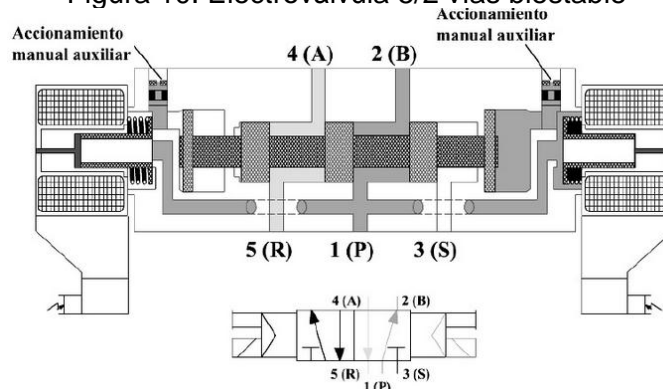 Figura 10: Electroválvula 5/2 vías biestable
Accionamiento
manual auxiliar
Accionamiento
manual auxiliar
4 (A)
2 (B)
5 (R)
1 (P)
3 (S)
4 (A)
2 (B)
5 (R)
3 (S)
1 (P)